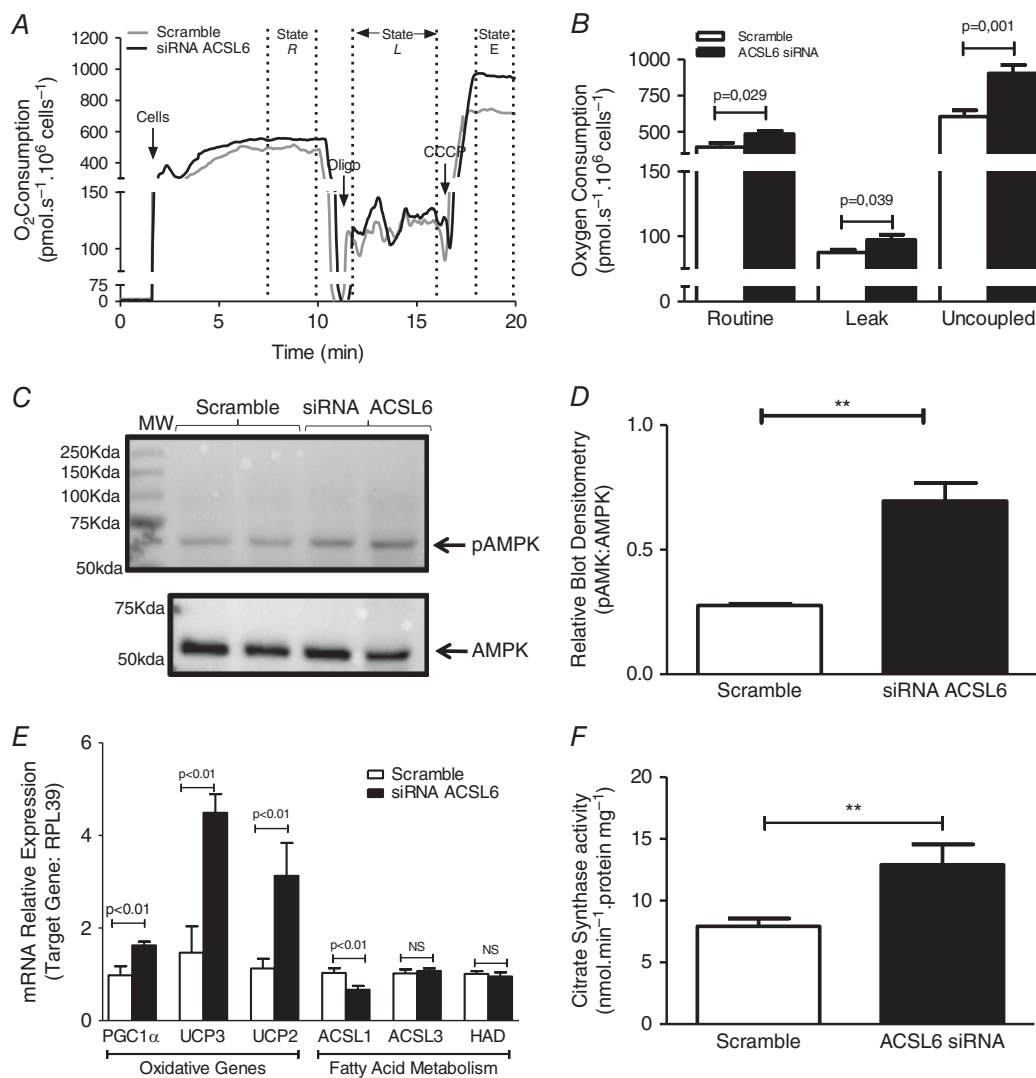 A
Scramble
siRNA ACSL6
State
R
State
L
State
E
1200
1000
800
600
400
150
100
75
0
Cells
Oligo
CCCP
O2Consumption
(pmol.s−1.106 cells−1)
0 5 10 15 20
Time (min)
B
Scramble
ACSL6 siRNA
p=0,001
p=0,029
p=0,039
1000
750
500
150
100
0
Oxygen Consumption
(pmol.s−1.106 cells−1)
Routine Leak Uncoupled
C
Scramble siRNA ACSL6
MW
250Kda
150Kda
100Kda
75Kda
50kda
pAMPK
75Kda
50kda
AMPK
D
**
1.0
0.5
0.0
Relative Blot Densitometry
(pAMK:AMPK)
Scramble siRNA ACSL6
E
Scramble
siRNA ACSL6
6
4
2
0
mRNA Relative Expression
(Target Gene: RPL39)
p<0.01
p<0.01
p<0.01
p<0.01
NS
NS
PGC1α UCP3 UCP2 ACSL1 ACSL3 HAD
Oxidative Genes Fatty Acid Metabolism
F
**
20
15
10
5
0
Citrate Synthase activity
(nmol.min−1.protein mg−1)
Scramble ACSL6 siRNA